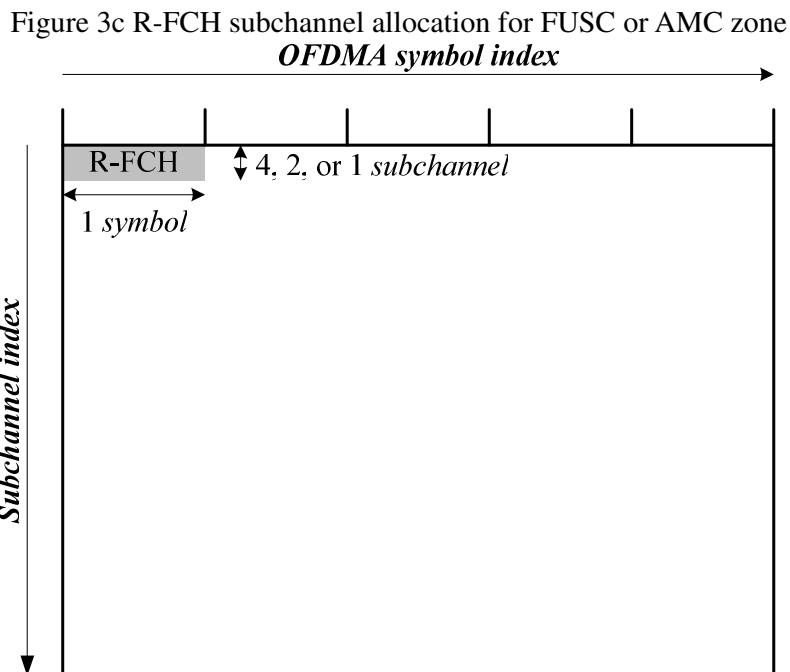 Figure 3c R-FCH subchannel allocation for FUSC or AMC zone
OFDMA symbol index
R-FCH
4, 2, or 1 subchannel
1 symbol
Subchannel index